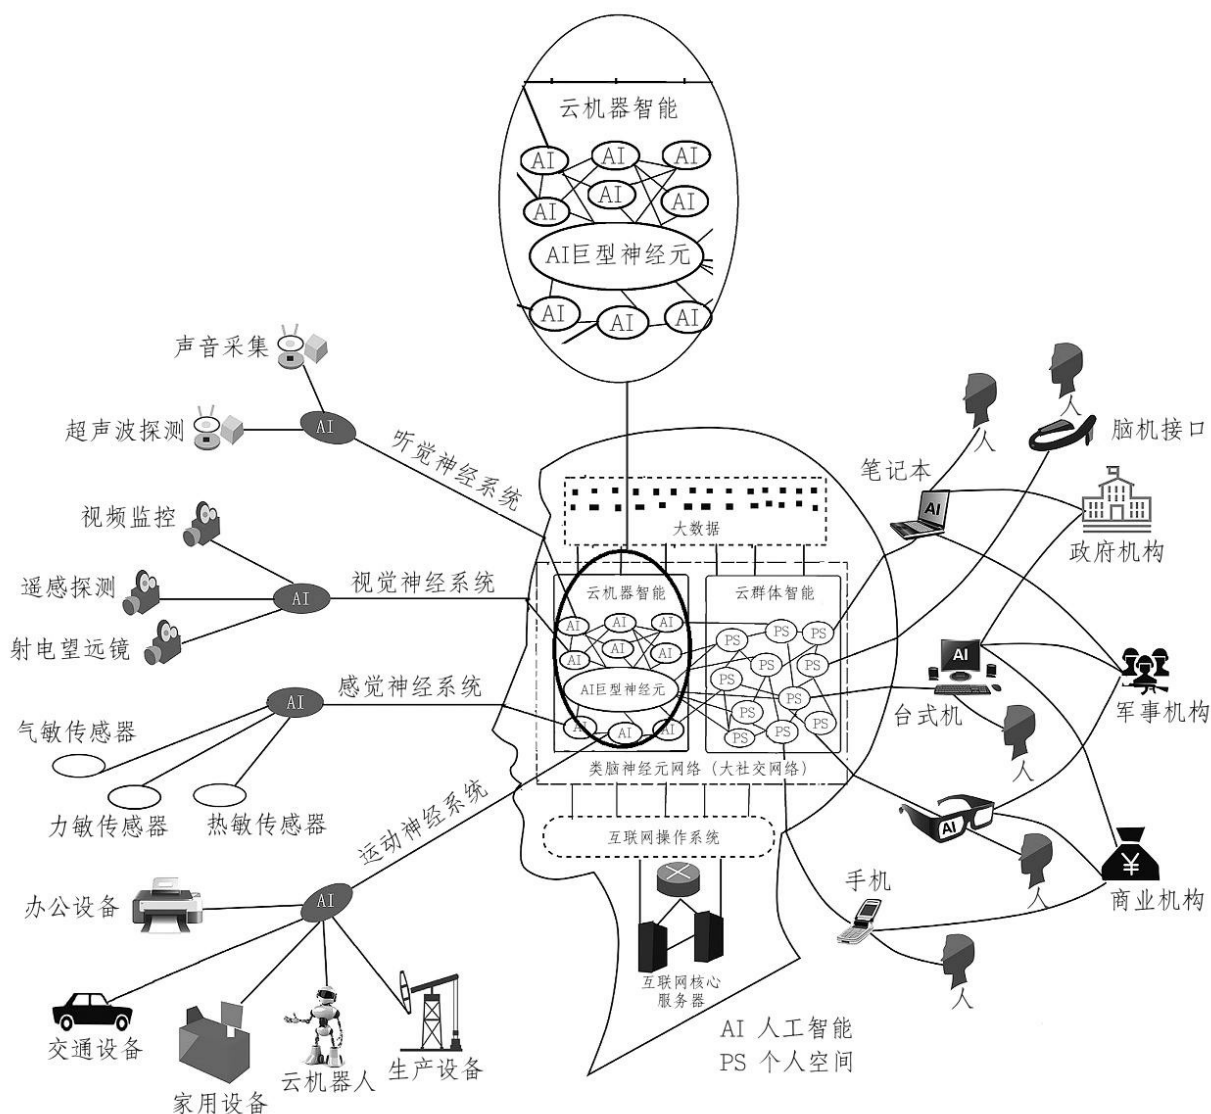 云机器智能
AI
AI
AI
AI
AI
AI
AI巨型神经元
AI
AI
AI
声音采集
AI
超声波探测
听觉神经系统
视频监控
遥感探测
AI
视觉神经系统
射电望远镜
AI
感觉神经系统
气敏传感器
力敏传感器
热敏传感器
运动神经系统
办公设备
AI
交通设备
家用设备
云机器人
生产设备
大数据
云机器智能
AI
AI
AI
AI
AI
AI
AI巨型神经元
AI
AI
AI
云群体智能
PS
PS
PS
PS
PS
PS
PS
PS
PS
PS
PS
类脑神经元网络（大社交网络）
互联网操作系统
互联网核心
服务器
人
人
脑机接口
笔记本
AI
政府机构
AI
台式机
军事机构
人
AI
人
商业机构
手机
人
AI 人工智能
PS 个人空间